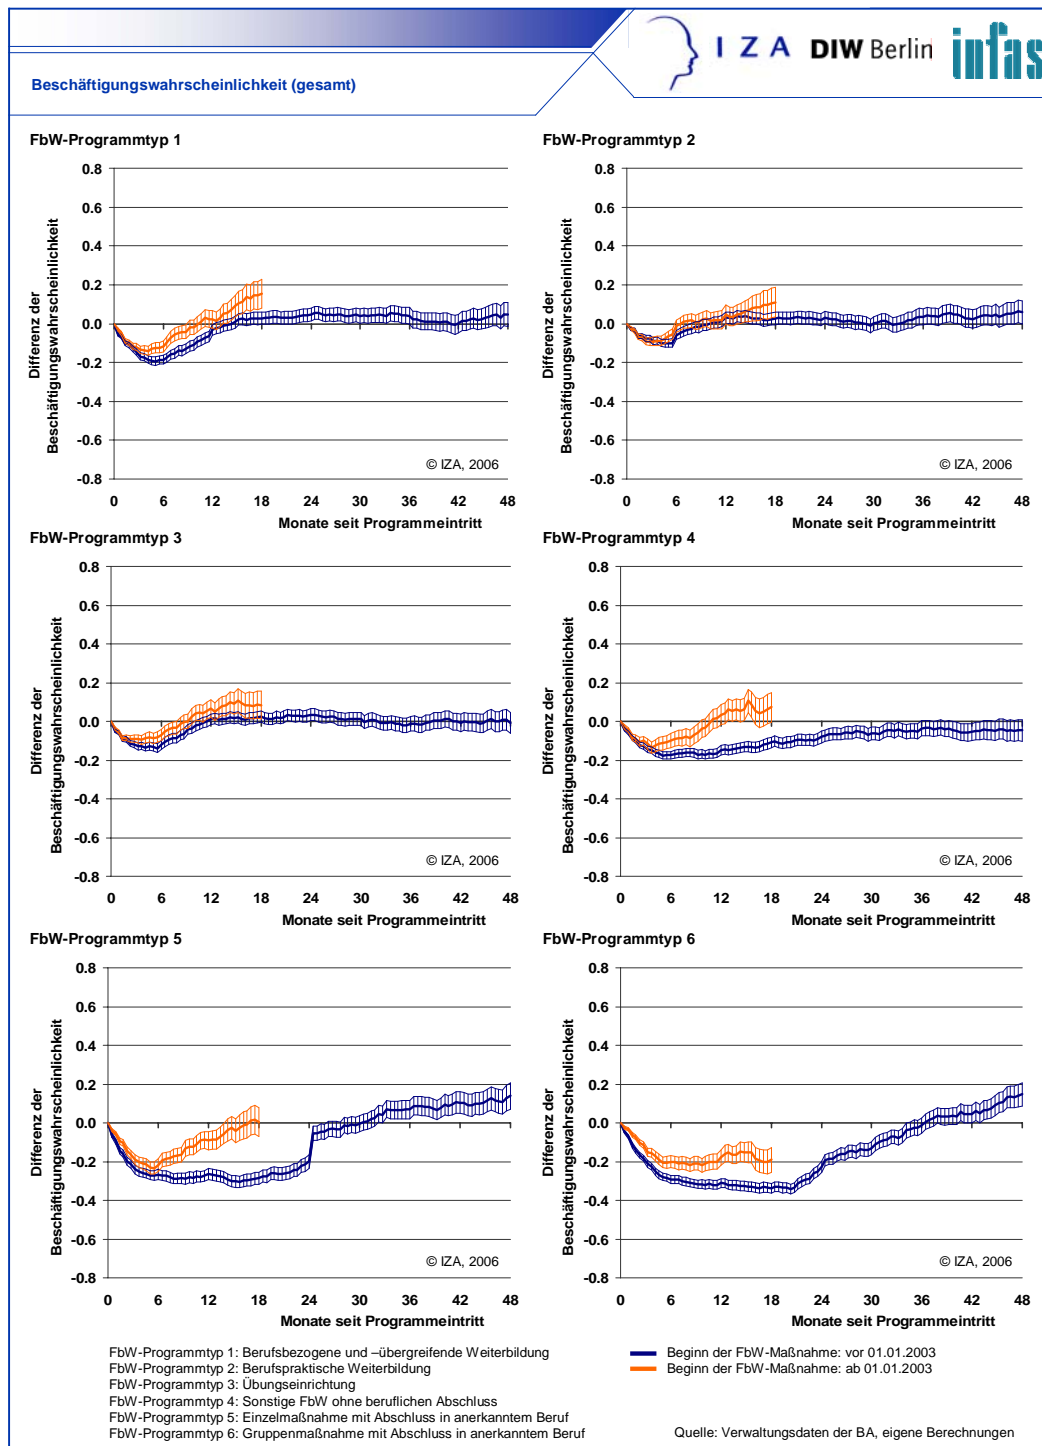 IZA DIW Berlin infas
Beschäftigungswahrscheinlichkeit (gesamt)
FbW-Programmtyp 1
Differenz der
Beschäftigungswahrscheinlichkeit
0.8
0.6
0.4
0.2
0.0
-0.2
-0.4
-0.6
-0.8
© IZA, 2006
0 6 12 18 24 30 36 42 48
Monate seit Programmeintritt
FbW-Programmtyp 2
Differenz der
Beschäftigungswahrscheinlichkeit
0.8
0.6
0.4
0.2
0.0
-0.2
-0.4
-0.6
-0.8
© IZA, 2006
0 6 12 18 24 30 36 42 48
Monate seit Programmeintritt
FbW-Programmtyp 3
Differenz der
Beschäftigungswahrscheinlichkeit
0.8
0.6
0.4
0.2
0.0
-0.2
-0.4
-0.6
-0.8
© IZA, 2006
0 6 12 18 24 30 36 42 48
Monate seit Programmeintritt
FbW-Programmtyp 4
Differenz der
Beschäftigungswahrscheinlichkeit
0.8
0.6
0.4
0.2
0.0
-0.2
-0.4
-0.6
-0.8
© IZA, 2006
0 6 12 18 24 30 36 42 48
Monate seit Programmeintritt
FbW-Programmtyp 5
Differenz der
Beschäftigungswahrscheinlichkeit
0.8
0.6
0.4
0.2
0.0
-0.2
-0.4
-0.6
-0.8
© IZA, 2006
0 6 12 18 24 30 36 42 48
Monate seit Programmeintritt
FbW-Programmtyp 6
Differenz der
Beschäftigungswahrscheinlichkeit
0.8
0.6
0.4
0.2
0.0
-0.2
-0.4
-0.6
-0.8
© IZA, 2006
0 6 12 18 24 30 36 42 48
Monate seit Programmeintritt
FbW-Programmtyp 1: Berufsbezogene und –übergreifende Weiterbildung
FbW-Programmtyp 2: Berufspraktische Weiterbildung
FbW-Programmtyp 3: Übungseinrichtung
FbW-Programmtyp 4: Sonstige FbW ohne beruflichen Abschluss
FbW-Programmtyp 5: Einzelmaßnahme mit Abschluss in anerkanntem Beruf
FbW-Programmtyp 6: Gruppenmaßnahme mit Abschluss in anerkanntem Beruf
Beginn der FbW-Maßnahme: vor 01.01.2003
Beginn der FbW-Maßnahme: ab 01.01.2003
Quelle: Verwaltungsdaten der BA, eigene Berechnungen